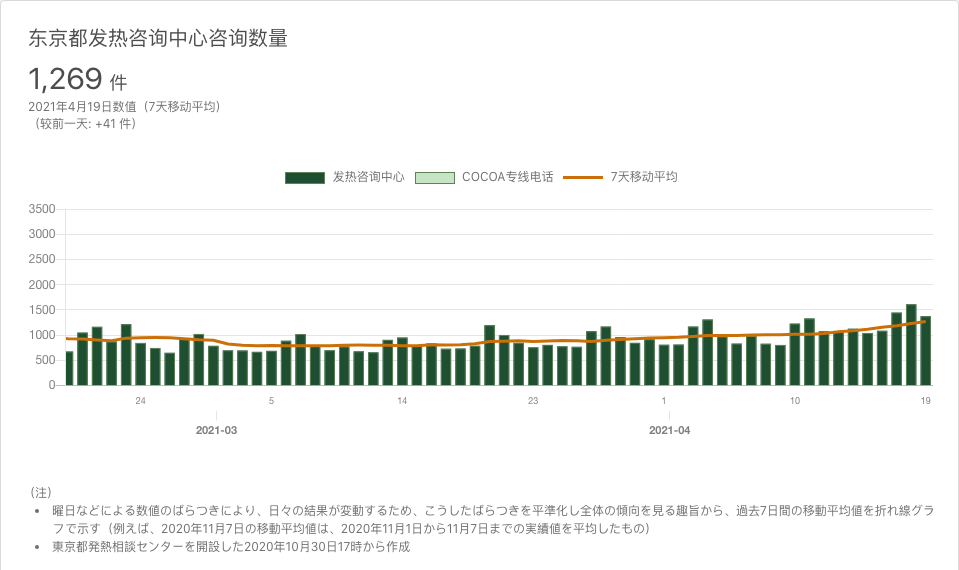 东京都发热咨询中心咨询数量
1,269 件
2021年4月19日数值（7天移动平均）
（较前一天: +41 件）
发热咨询中心 COCOA专线电话 7天移动平均
3500
3000
2500
2000
1500
1000
500
0
24 5 14 23 1 10 19
2021-03 2021-04
（注）
• 曜日などによる数値のばらつきにより、日々の結果が変動するため、こうしたばらつきを平準化し全体の傾向を見る趣旨から、過去7日間の移動平均値を折れ線グラ
フで示す（例えば、2020年11月7日の移動平均値は、2020年11月1日から11月7日までの実績値を平均したもの）
• 東京都発熱相談センターを開設した2020年10月30日17時から作成